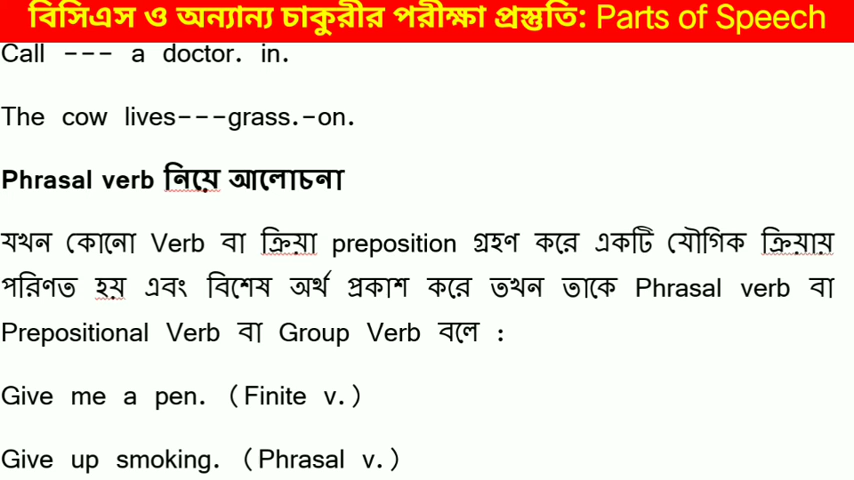 বিসিএস ও অন্যান্য চাকুরীর পরীক্ষা প্রস্তুতি: Parts of Speech
Call --- a doctor. in.
The cow lives---grass.-on.
Phrasal verb নিয়ে আলোচনা
যখন কোনো Verb বা ক্রিয়া preposition গ্রহণ করে একটি যৌগিক ক্রিয়ায়
পরিণত হয় এবং বিশেষ অর্থ প্রকাশ করে তখন তাকে Phrasal verb বা
Prepositional Verb বা Group Verb বলে :
Give me a pen. (Finite v.)
Give up smoking. (Phrasal v.)